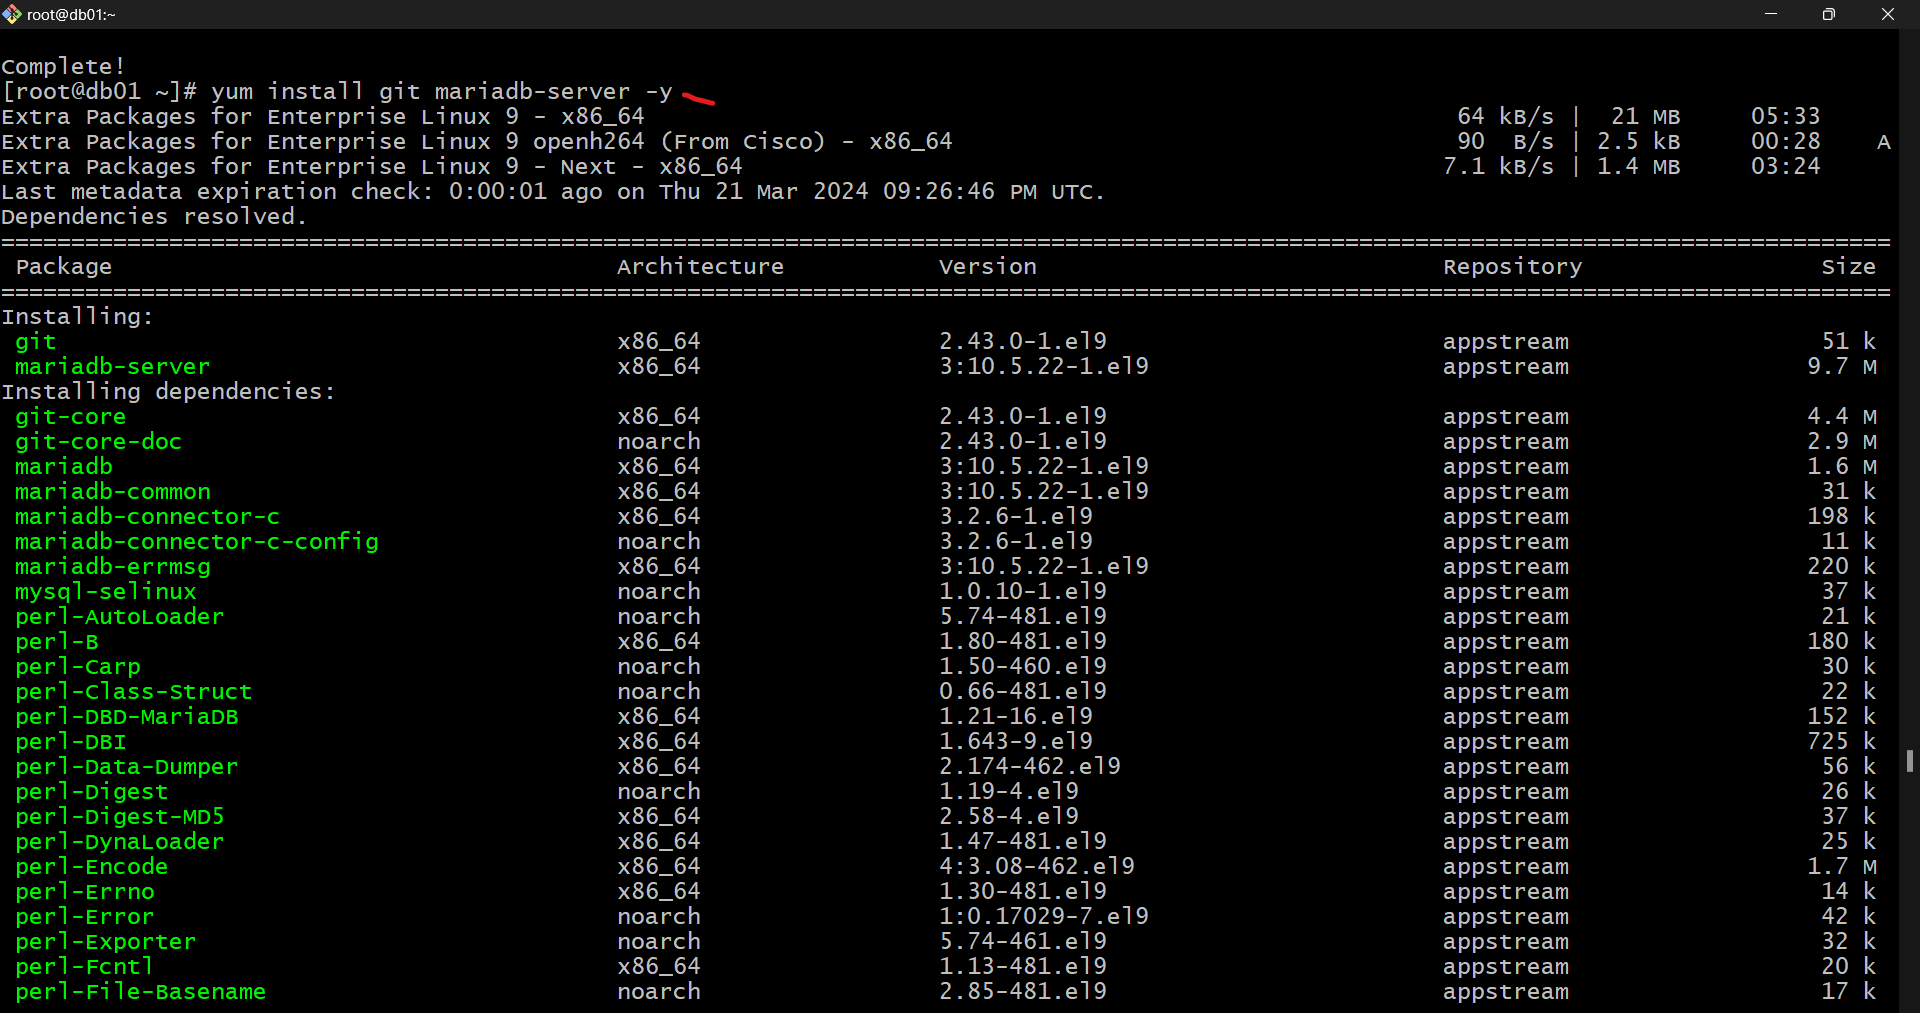 root@db01:~
Complete!
[root@db01 ~]# yum install git mariadb-server -y
Extra Packages for Enterprise Linux 9 - x86_64 64 kB/s | 21 MB 05:33
Extra Packages for Enterprise Linux 9 openh264 (From Cisco) - x86_64 90 B/s | 2.5 kB 00:28 A
Extra Packages for Enterprise Linux 9 - Next - x86_64 7.1 kB/s | 1.4 MB 03:24
Last metadata expiration check: 0:00:01 ago on Thu 21 Mar 2024 09:26:46 PM UTC.
Dependencies resolved.
=======================================================================================================================================
Package Architecture Version Repository Size
=======================================================================================================================================
Installing:
git x86_64 2.43.0-1.el9 appstream 51 k
mariadb-server x86_64 3:10.5.22-1.el9 appstream 9.7 M
Installing dependencies:
git-core x86_64 2.43.0-1.el9 appstream 4.4 M
git-core-doc noarch 2.43.0-1.el9 appstream 2.9 M
mariadb x86_64 3:10.5.22-1.el9 appstream 1.6 M
mariadb-common x86_64 3:10.5.22-1.el9 appstream 31 k
mariadb-connector-c x86_64 3.2.6-1.el9 appstream 198 k
mariadb-connector-c-config noarch 3.2.6-1.el9 appstream 11 k
mariadb-errmsg x86_64 3:10.5.22-1.el9 appstream 220 k
mysql-selinux noarch 1.0.10-1.el9 appstream 37 k
perl-AutoLoader noarch 5.74-481.el9 appstream 21 k
perl-B x86_64 1.80-481.el9 appstream 180 k
perl-Carp noarch 1.50-460.el9 appstream 30 k
perl-Class-Struct noarch 0.66-481.el9 appstream 22 k
perl-DBD-MariaDB x86_64 1.21-16.el9 appstream 152 k
perl-DBI x86_64 1.643-9.el9 appstream 725 k
perl-Data-Dumper x86_64 2.174-462.el9 appstream 56 k
perl-Digest noarch 1.19-4.el9 appstream 26 k
perl-Digest-MD5 x86_64 2.58-4.el9 appstream 37 k
perl-DynaLoader x86_64 1.47-481.el9 appstream 25 k
perl-Encode x86_64 4:3.08-462.el9 appstream 1.7 M
perl-Errno x86_64 1.30-481.el9 appstream 14 k
perl-Error noarch 1:0.17029-7.el9 appstream 42 k
perl-Exporter noarch 5.74-461.el9 appstream 32 k
perl-Fcntl x86_64 1.13-481.el9 appstream 20 k
perl-File-Basename noarch 2.85-481.el9 appstream 17 k